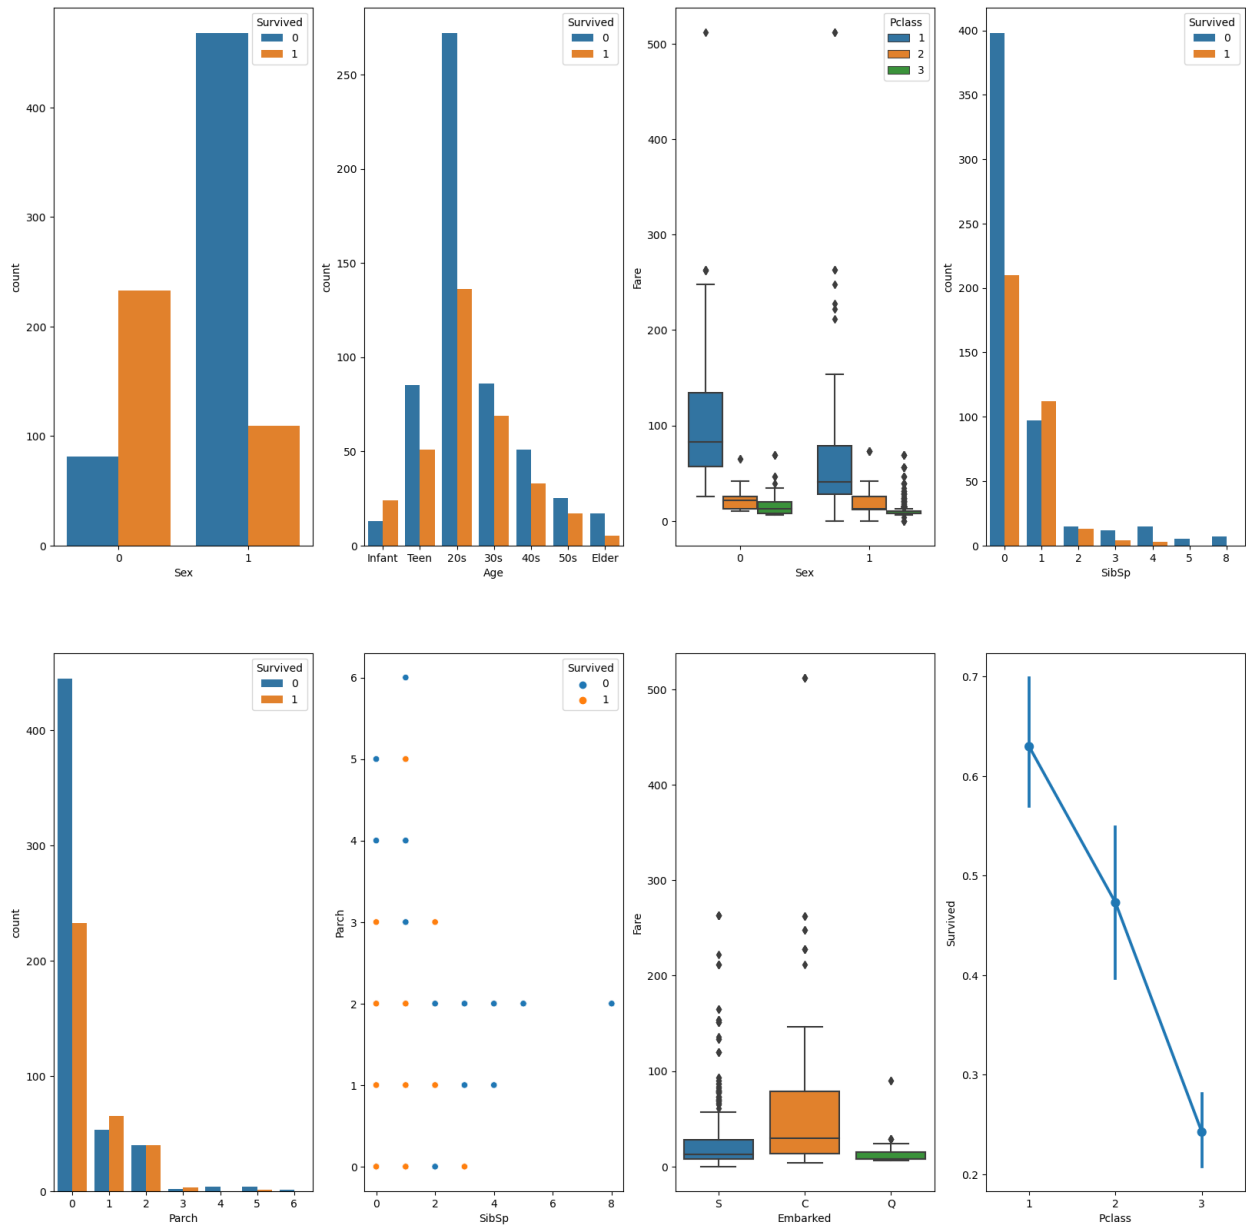 Survived
0
1
400
300
200
100
0
count
0 1
Sex
Survived
0
1
250
200
150
100
50
0
count
Infant Teen 20s 30s 40s 50s Elder
Age
Pclass
1
2
3
500
400
300
200
100
0
Fare
0 1
Sex
Survived
0
1
400
350
300
250
200
150
100
50
0
count
0 1 2 3 4 5 8
SibSp
Survived
0
1
400
300
200
100
0
count
0 1 2 3 4 5 6
Parch
Survived
0
1
6
5
4
3
2
1
0
Parch
0 2 4 6 8
SibSp
500
400
300
200
100
0
Fare
S C Q
Embarked
0.7
0.6
0.5
0.4
0.3
0.2
Survived
1 2 3
Pclass